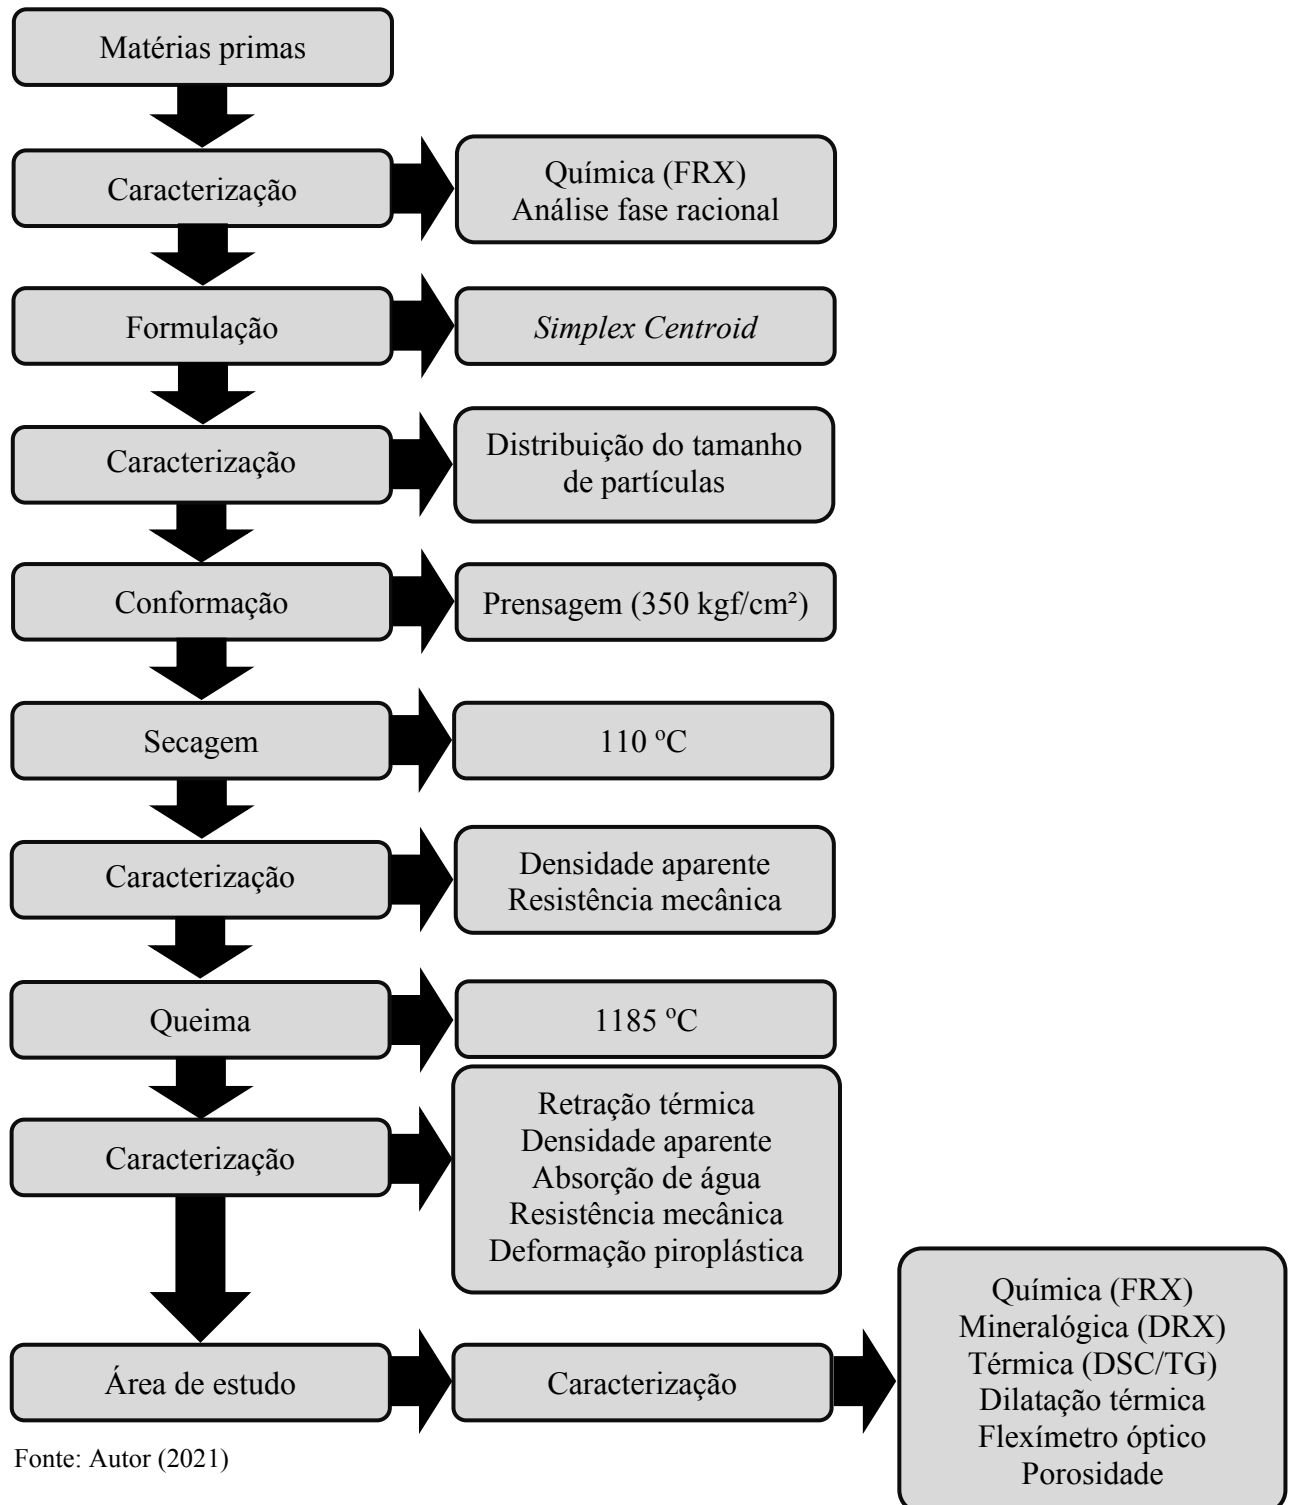 Matérias primas
Caracterização
Química (FRX)
Análise fase racional
Formulação
Simplex Centroid
Caracterização
Distribuição do tamanho
de partículas
Conformação
Prensagem (350 kgf/cm²)
Secagem
110 ºC
Caracterização
Densidade aparente
Resistência mecânica
Queima
1185 ºC
Caracterização
Retração térmica
Densidade aparente
Absorção de água
Resistência mecânica
Deformação piroplástica
Área de estudo
Caracterização
Química (FRX)
Mineralógica (DRX)
Térmica (DSC/TG)
Dilatação térmica
Flexímetro óptico
Porosidade
Fonte: Autor (2021)